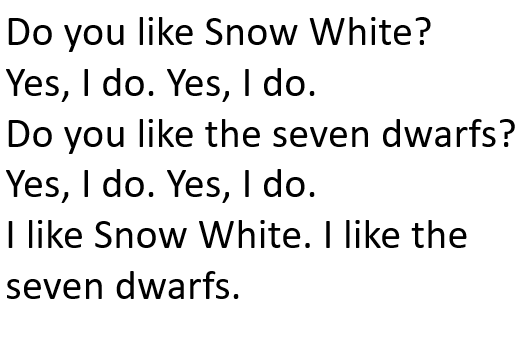 Do you like Snow White?
Yes, I do. Yes, I do.
Do you like the seven dwarfs?
Yes, I do. Yes, I do.
I like Snow White. I like the
seven dwarfs.